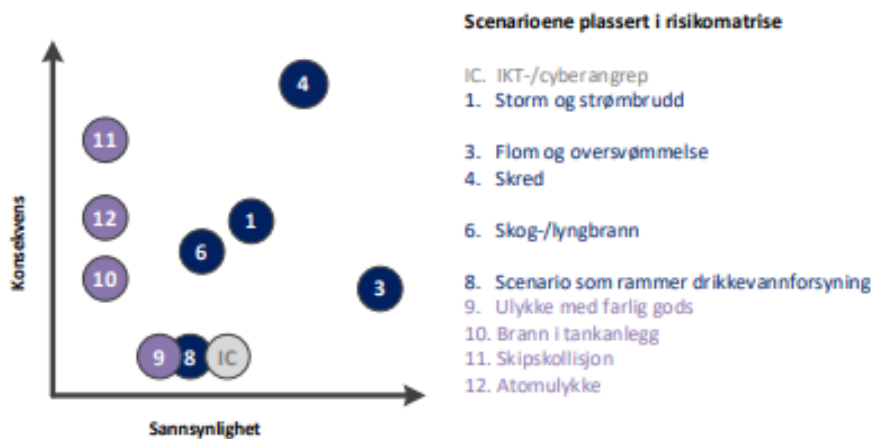 Scenarioene plassert i risikomatrise
IC. IKT-/cyberangrep
1. Storm og strømbrudd
3. Flom og oversvømmelse
4. Skred
6. Skog-/lyngbrann
8. Scenario som rammer drikkevannforsyning
9. Ulykke med farlig gods
10. Brann i tankanlegg
11. Skipskollisjon
12. Atomulykke
Konsekvens
4
11
12
1
6
10
3
9
8
IC
Sannsynlighet